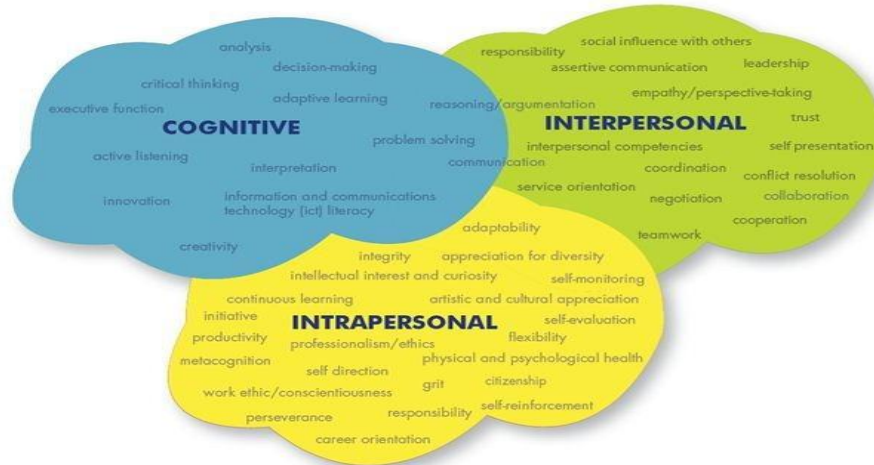 analysis
decision-making
critical thinking
adaptive learning
executive function
COGNITIVE
problem solving
active listening
interpretation
innovation
information and communications
technology (ict) literacy
creativity
reasoning/argumentation
communication
responsibility
social influence with others
assertive communication
leadership
empathy/perspective-taking
trust
INTERPERSONAL
interpersonal competencies
self presentation
coordination
conflict resolution
service orientation
negotiation
collaboration
cooperation
teamwork
adaptability
integrity
appreciation for diversity
intellectual interest and curiosity
self-monitoring
continuous learning
artistic and cultural appreciation
initiative
INTRAPERSONAL
self-evaluation
productivity
professionalism/ethics
flexibility
metacognition
physical and psychological health
self direction
grit
citizenship
work ethic/conscientiousness
perseverance
responsibility
self-reinforcement
career orientation